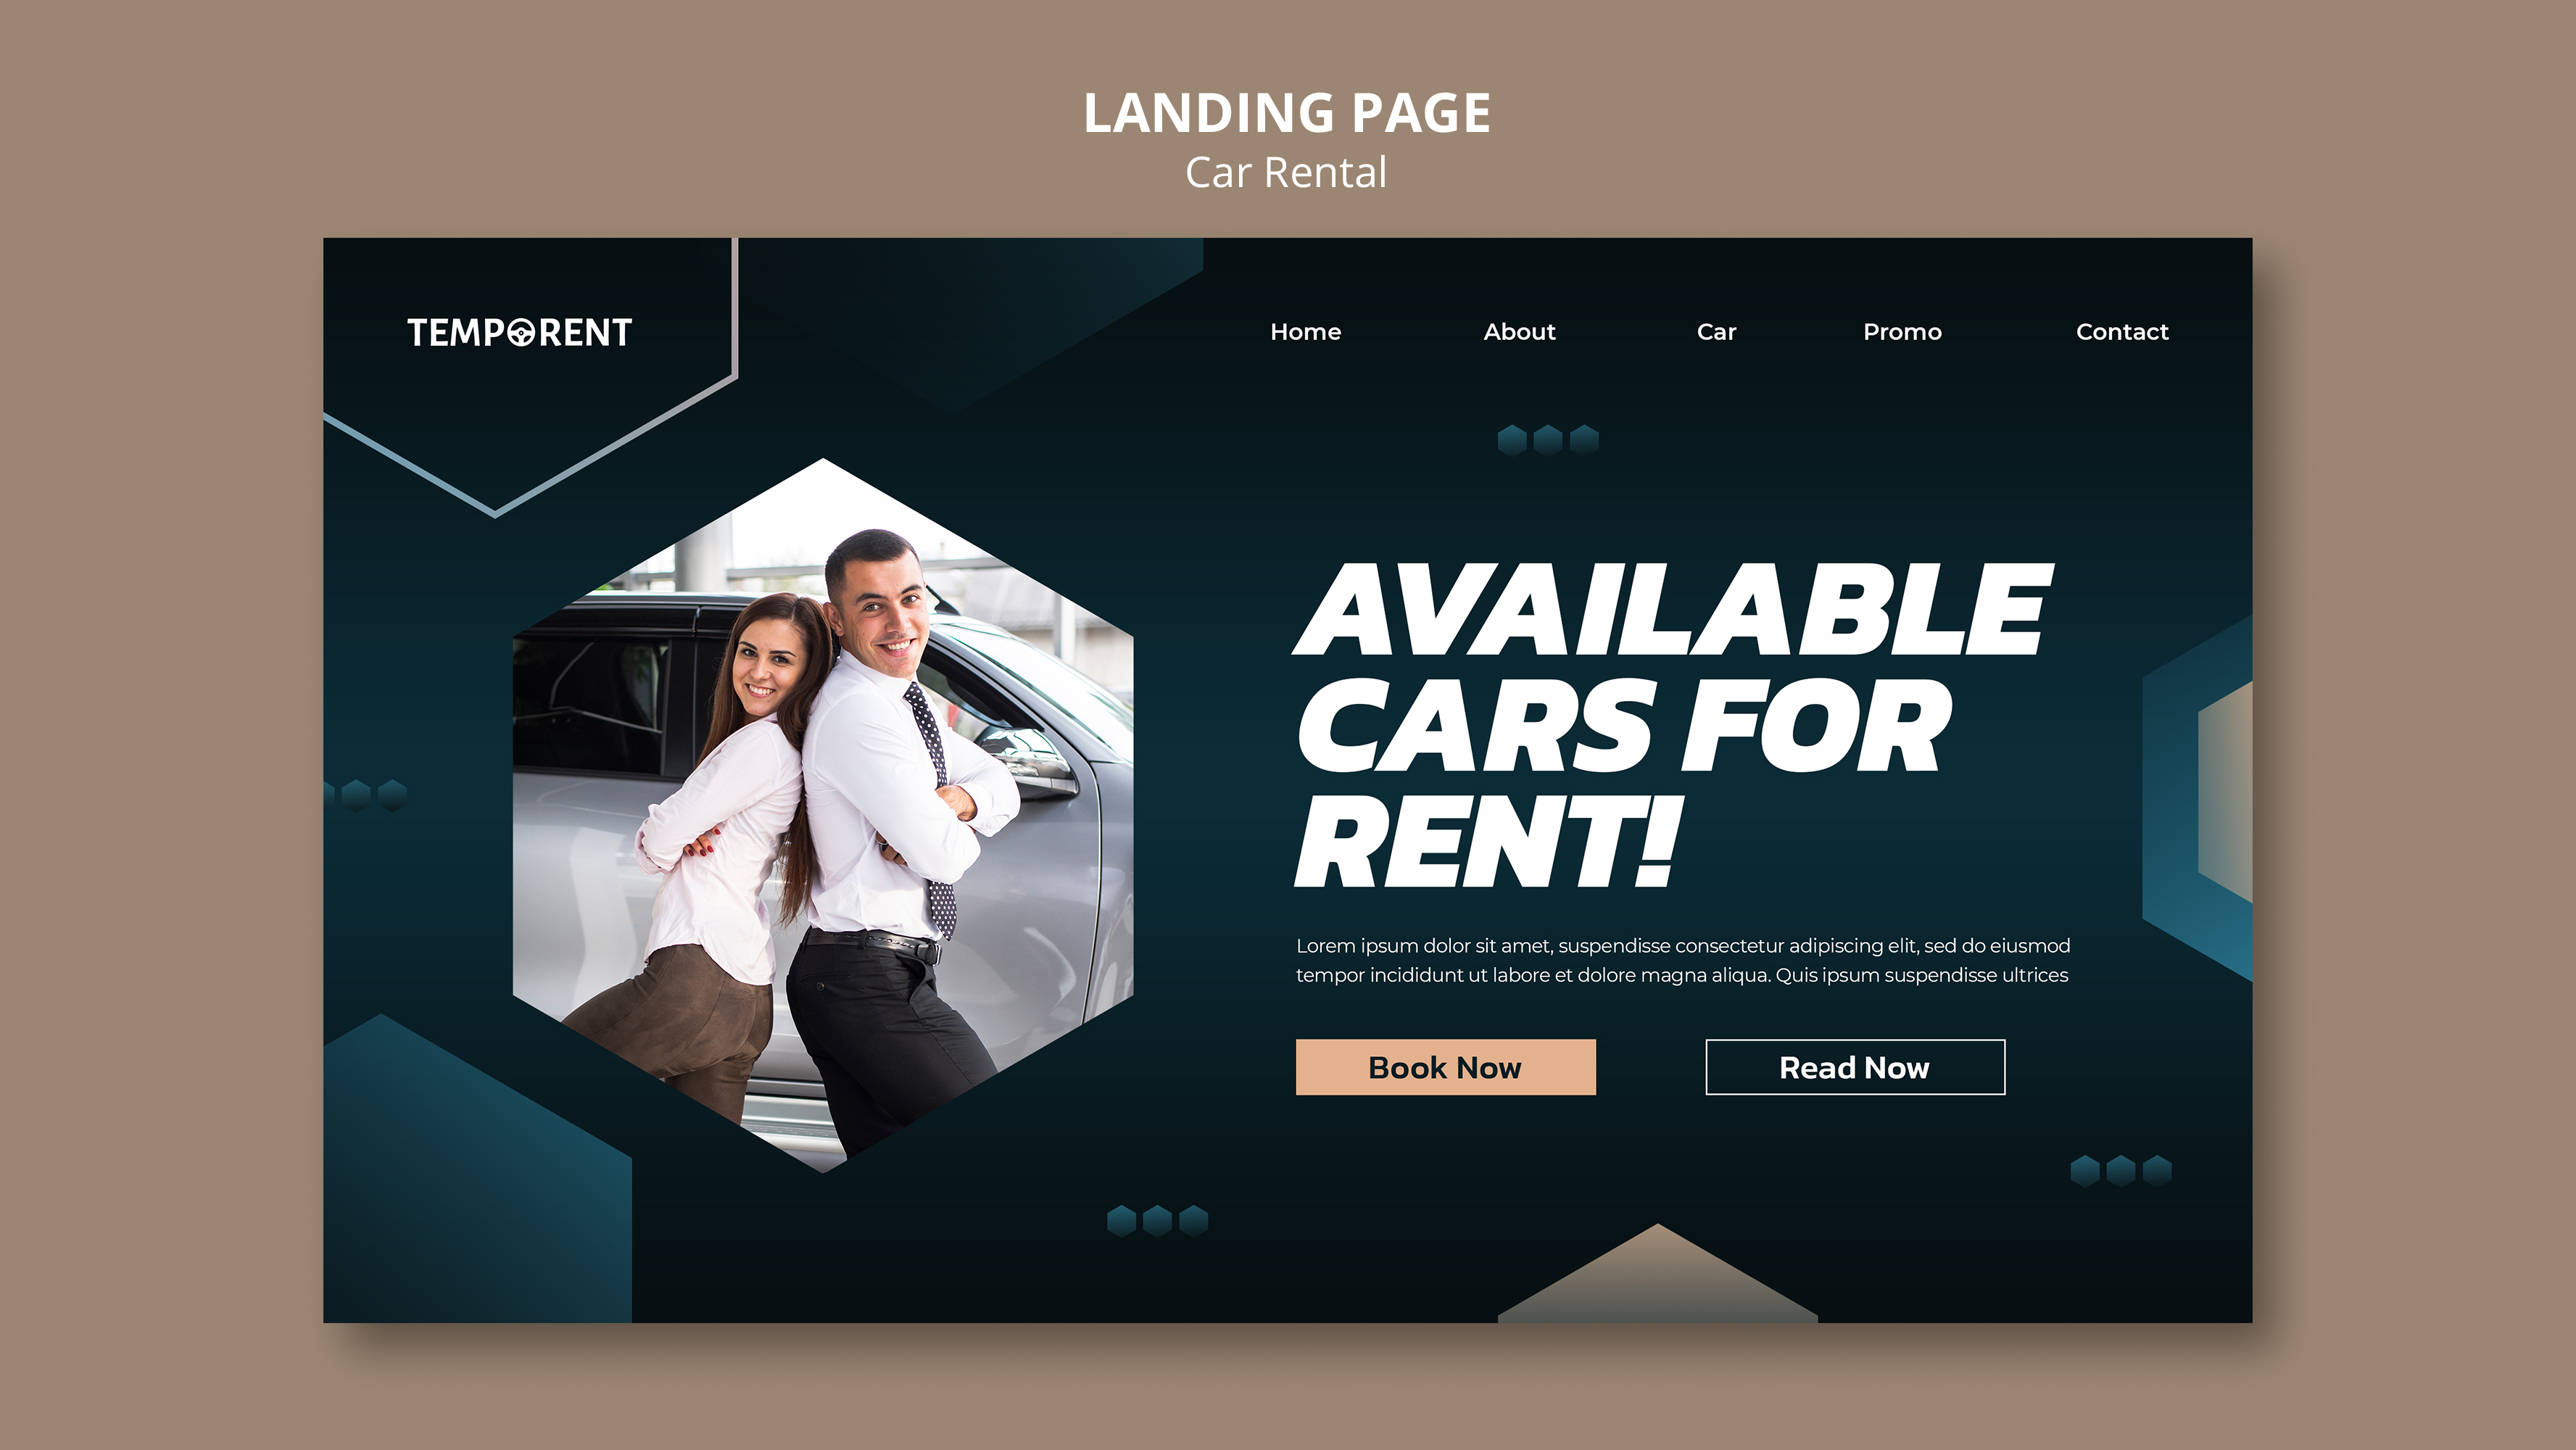 LANDING PAGE
Car Rental
TEMPORENT
Home About Car Promo Contact
AVAILABLE
CARS FOR
RENT!
Lorem ipsum dolor sit amet, suspendisse consectetur adipiscing elit, sed do eiusmod
tempor incididunt ut labore et dolore magna aliqua. Quis ipsum suspendisse ultrices
Book Now Read Now